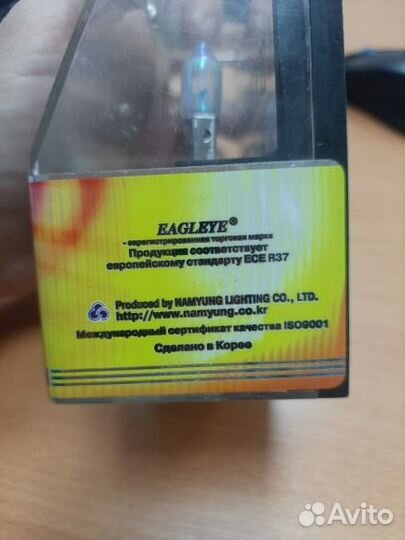 EAGLEYE®
- зарегистрированная торговая марка
Продукция соответствует
европейскому стандарту ECE R37
Produced by NAMYUNG LIGHTING CO., LTD.
http://www.namyung.co.kr
Международный сертификат качества ISO9001
Сделано в Корее
Avito